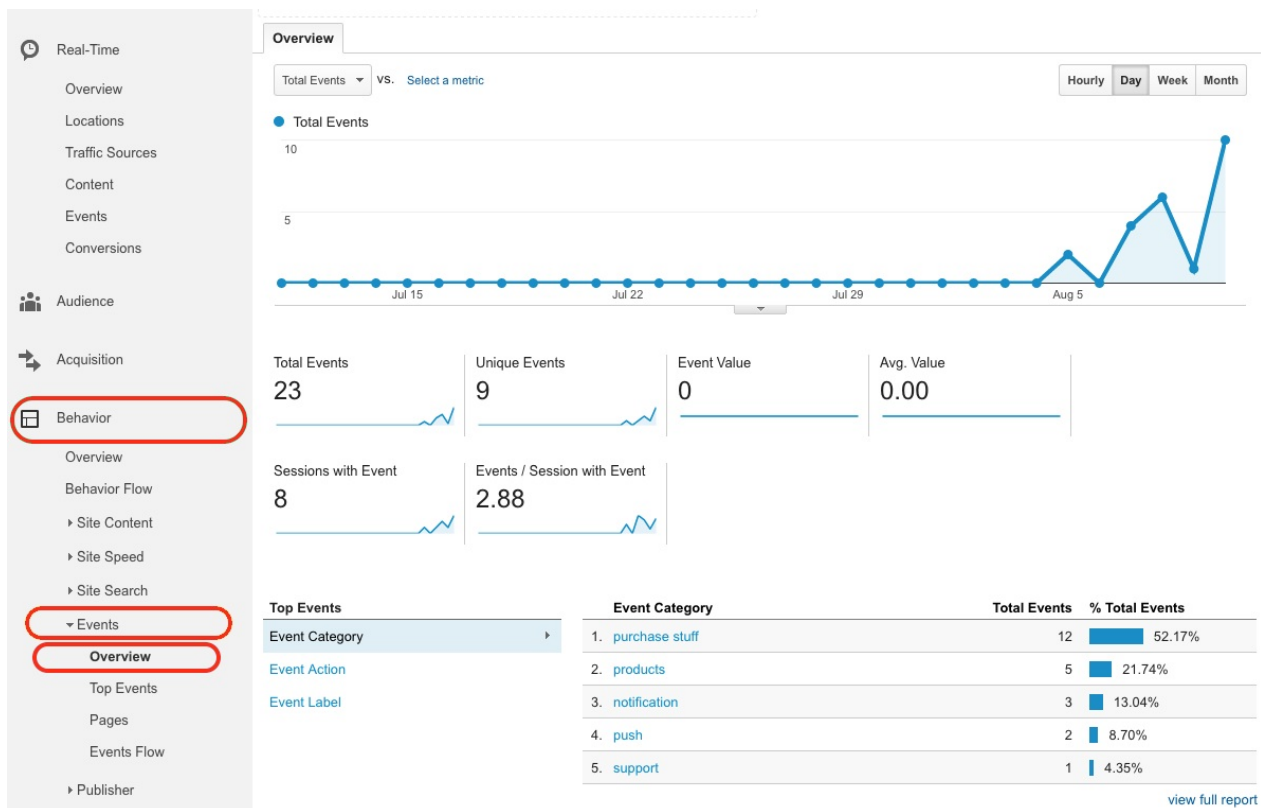 Real-Time
Overview
Locations
Traffic Sources
Content
Events
Conversions
Audience
Acquisition
Behavior
Overview
Behavior Flow
Site Content
Site Speed
Site Search
Events
Overview
Top Events
Pages
Events Flow
Publisher
Overview
Total Events VS. Select a metric
Hourly Day Week Month
Total Events
10
5
Jul 15 Jul 22 Jul 29 Aug 5
Total Events Unique Events Event Value Avg. Value
23 9 0 0.00
Sessions with Event Events / Session with Event
8 2.88
Top Events
Event Category
Event Action
Event Label
Event Category Total Events % Total Events
1. purchase stuff 12 52.17%
2. products 5 21.74%
3. notification 3 13.04%
4. push 2 8.70%
5. support 1 4.35%
view full report